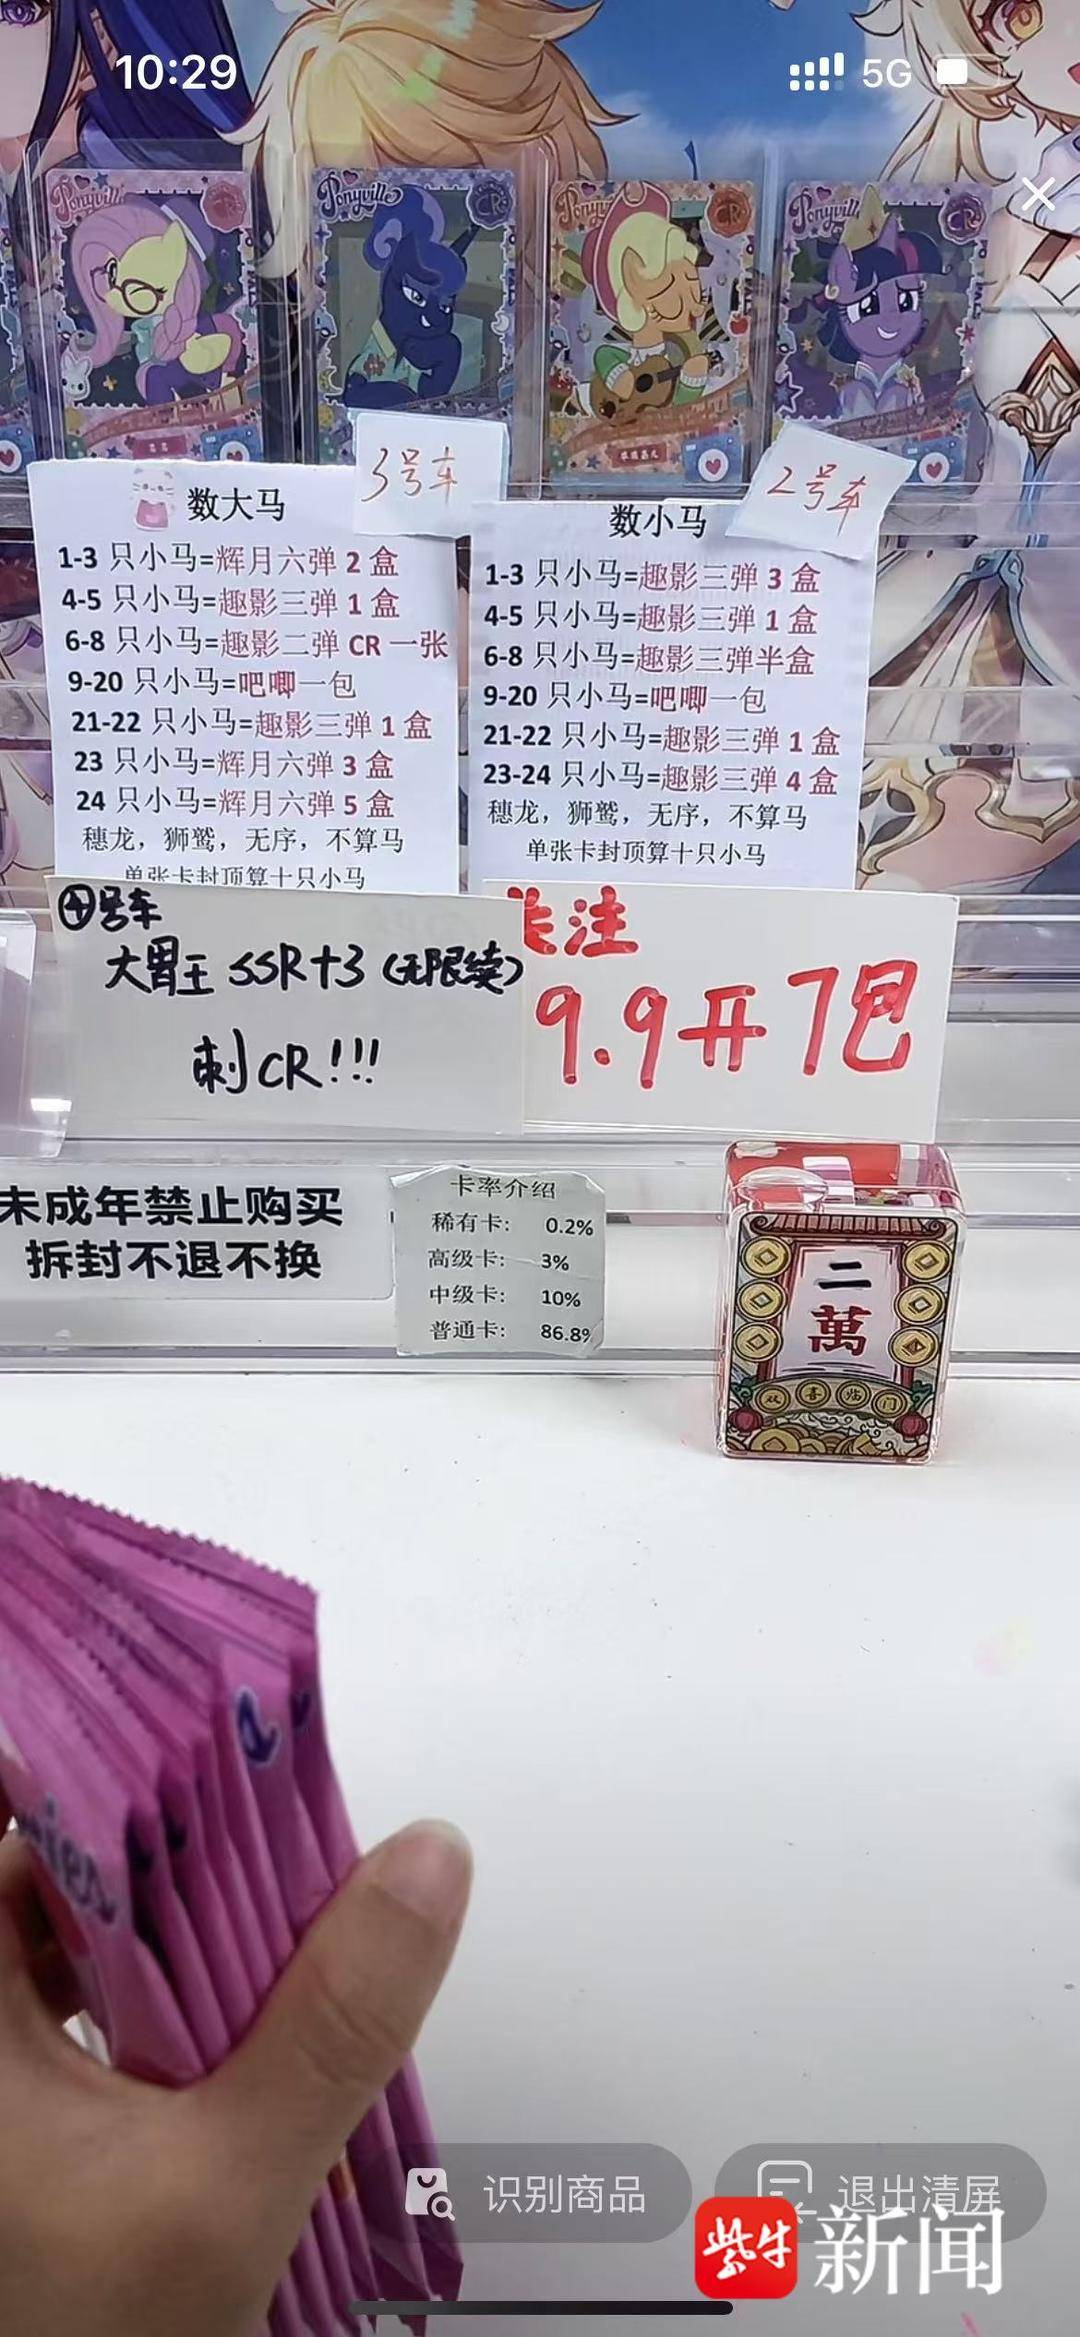 10:29
5G
Ponyville
CR
Ponyville
CR
Ponyville
CR
Ponyville
CR
3号车
2号车
数大马
1-3 只小马=辉月六弹 2 盒
4-5 只小马=趣影三弹 1 盒
6-8 只小马=趣影二弹 CR 一张
9-20 只小马=吧唧一包
21-22 只小马=趣影三弹 1 盒
23 只小马=辉月六弹 3 盒
24 只小马=辉月六弹 5 盒
穗龙，狮鹫，无序，不算马
单张卡封顶算十只小马
数小马
1-3 只小马=趣影三弹 3 盒
4-5 只小马=趣影三弹 1 盒
6-8 只小马=趣影三弹半盒
9-20 只小马=吧唧一包
21-22 只小马=趣影三弹 1 盒
23-24 只小马=趣影三弹 4 盒
穗龙，狮鹫，无序，不算马
单张卡封顶算十只小马
④号车
大胃王 SSR+3（无限续）
刺CR!!!
关注
9.9开7包
未成年禁止购买
拆封不退不换
卡率介绍
稀有卡: 0.2%
高级卡: 3%
中级卡: 10%
普通卡: 86.8%
二
萬
双喜临门
识别商品
退出清屏
紫牛
新闻